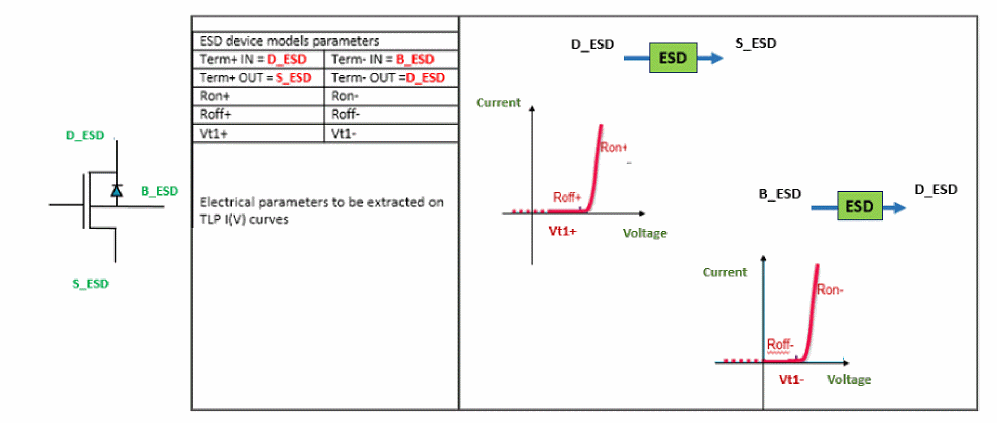 D_ESD
B_ESD
S_ESD
ESD device models parameters
Term+ IN = D_ESD Term- IN = B_ESD
Term+ OUT = S_ESD Term- OUT =D_ESD
Ron+ Ron-
Roff+ Roff-
Vt1+ Vt1-
Electrical parameters to be extracted on
TLP I(V) curves
D_ESD ESD S_ESD
Current
Ron+
Roff+
Vt1+
Voltage
B_ESD ESD D_ESD
Current
Ron-
Roff-
Vt1-
Voltage